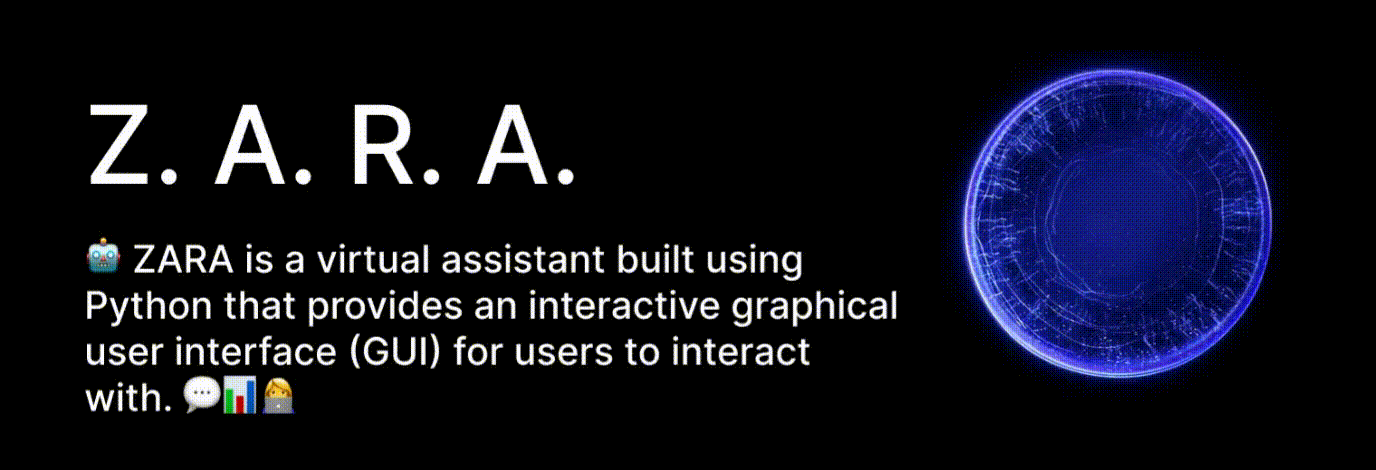 Z. A. R. A.
🤖 ZARA is a virtual assistant built using
Python that provides an interactive graphical
user interface (GUI) for users to interact
with. 💬📊👩‍💻